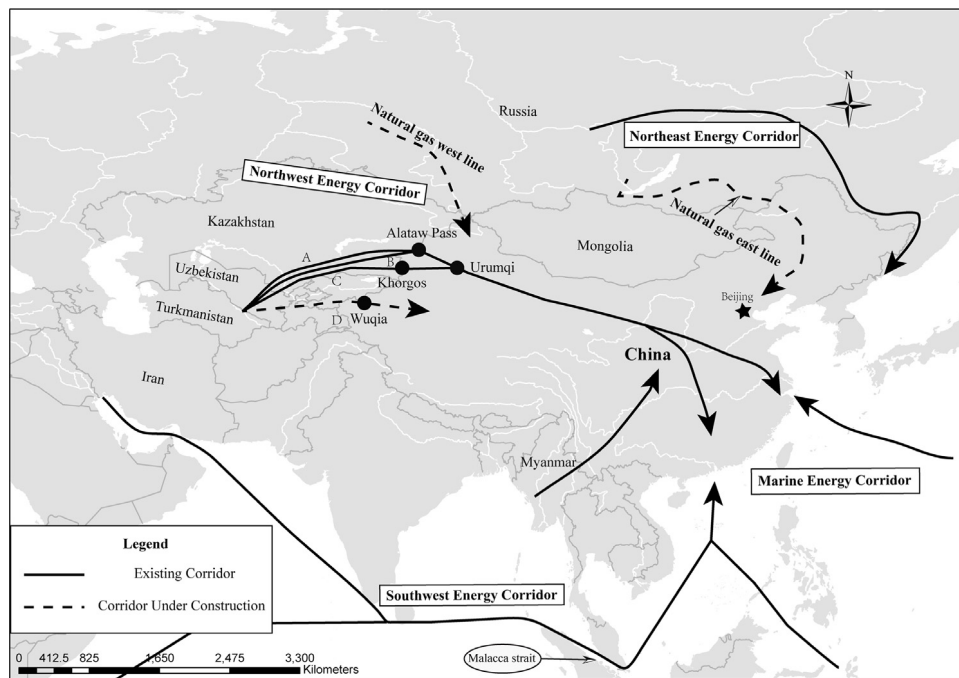 N
Russia
Northeast Energy Corridor
Natural gas west line
Northwest Energy Corridor
Natural gas east line
Kazakhstan
Alataw Pass
Mongolia
A
B
Uzbekistan
Urumqi
C
Khorgos
Turkmanistan
Wuqia
D
Beijing
China
Iran
Myanmar
Marine Energy Corridor
Legend
Existing Corridor
Corridor Under Construction
Southwest Energy Corridor
Malacca strait
0 412.5 825 1,650 2,475 3,300
Kilometers